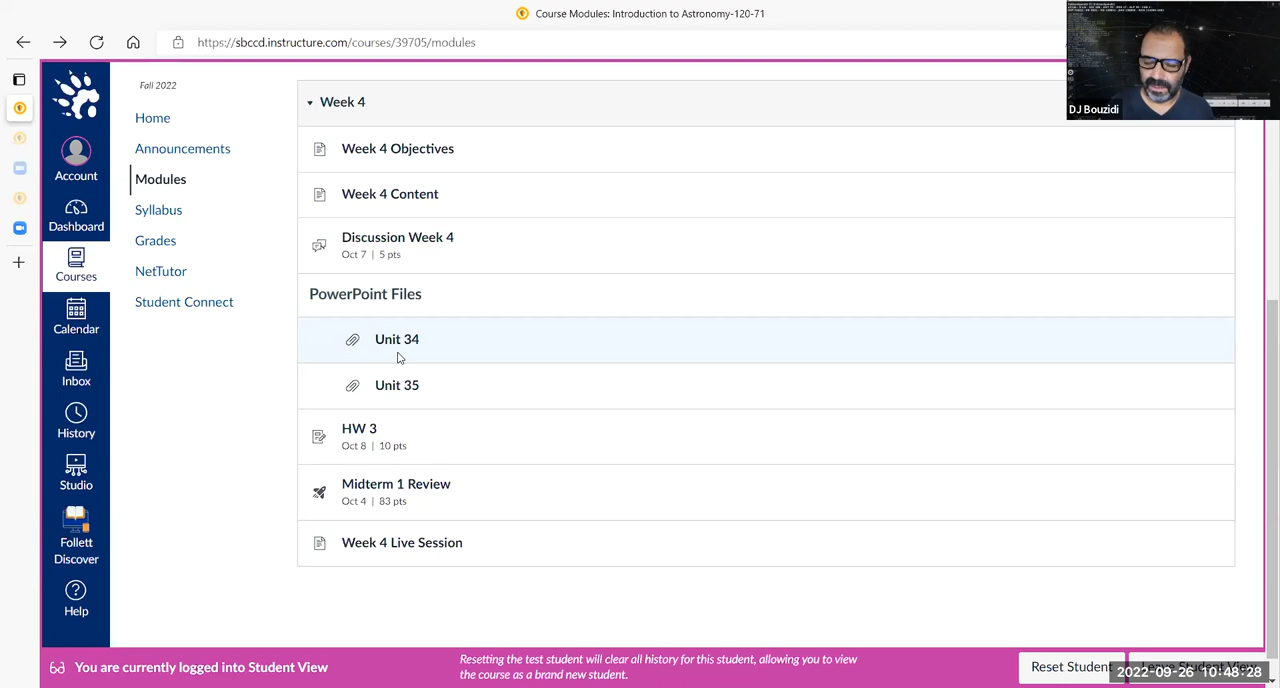 Course Modules: Introduction to Astronomy-120-71
https://sbccd.instructure.com/courses/39705/modules
DJ Bouzidi
Account
Dashboard
Courses
Calendar
Inbox
History
Studio
Follett
Discover
Help
Fall 2022
Home
Announcements
Modules
Syllabus
Grades
NetTutor
Student Connect
Week 4
Week 4 Objectives
Week 4 Content
Discussion Week 4
Oct 7 | 5 pts
PowerPoint Files
Unit 34
Unit 35
HW 3
Oct 8 | 10 pts
Midterm 1 Review
Oct 4 | 83 pts
Week 4 Live Session
You are currently logged into Student View
Resetting the test student will clear all history for this student, allowing you to view
the course as a brand new student.
Reset Student
Leave Student View
2022-09-26 10:48:28